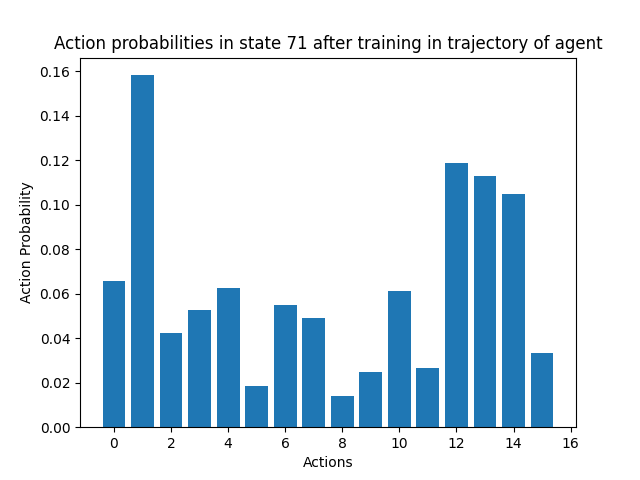 Action probabilities in state 71 after training in trajectory of agent
0.16
0.14
0.12
0.10
0.08
0.06
0.04
0.02
0.00
Action Probability
0 2 4 6 8 10 12 14 16
Actions